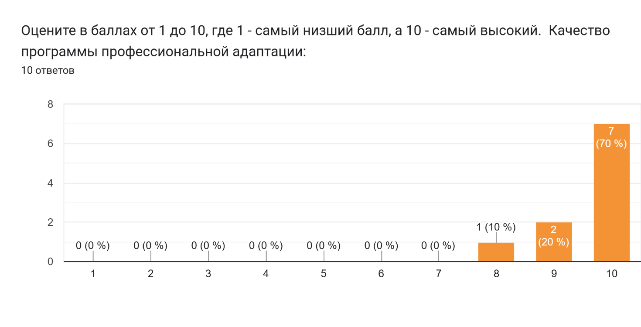 Оцените в баллах от 1 до 10, где 1 - самый низший балл, а 10 - самый высокий.  Качество
программы профессиональной адаптации:
10 ответов
8
6
4
2
0
0 (0 %) 0 (0 %) 0 (0 %) 0 (0 %) 0 (0 %) 0 (0 %) 0 (0 %)
1 (10 %)
2
(20 %)
7
(70 %)
1 2 3 4 5 6 7 8 9 10